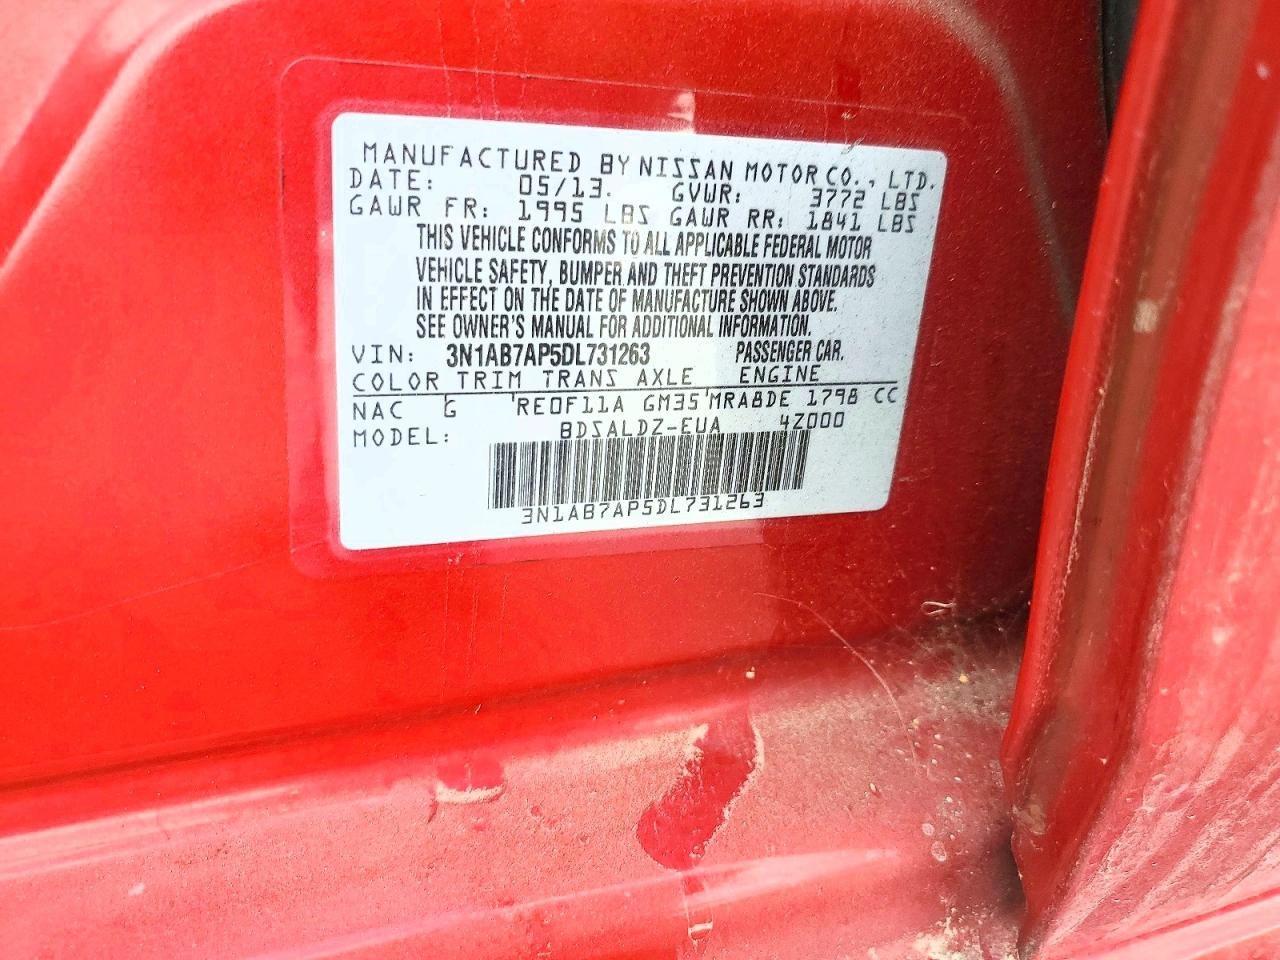 MANUFACTURED BY NISSAN MOTOR CO., LTD.
DATE: 05/13. GVWR: 3772 LBS
GAWR FR: 1995 LBS GAWR RR: 1841 LBS
THIS VEHICLE CONFORMS TO ALL APPLICABLE FEDERAL MOTOR
VEHICLE SAFETY, BUMPER AND THEFT PREVENTION STANDARDS
IN EFFECT ON THE DATE OF MANUFACTURE SHOWN ABOVE.
SEE OWNER'S MANUAL FOR ADDITIONAL INFORMATION.
VIN: 3N1AB7AP5DL731263 PASSENGER CAR.
COLOR TRIM TRANS AXLE ENGINE
NAC G RE0F11A GM35 MRA8DE 1798 CC
MODEL: BDSALDZ-EUA 4Z000
3N1AB7AP5DL731263